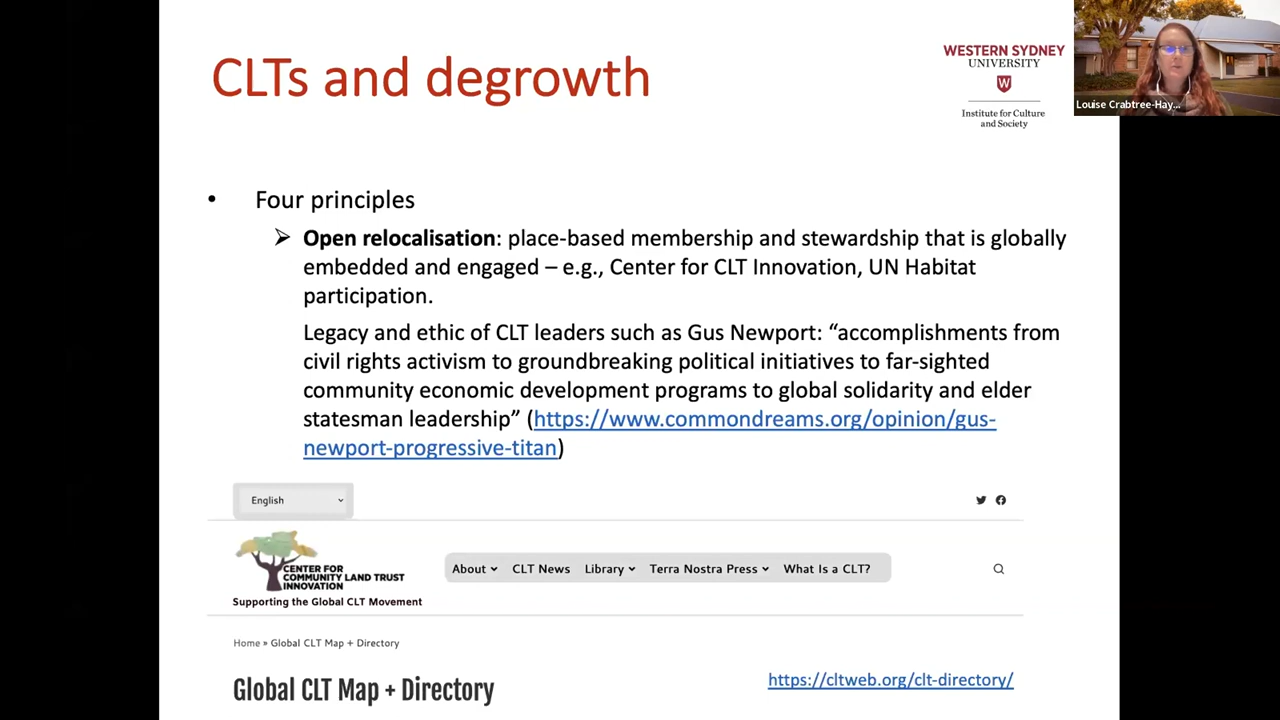 CLTs and degrowth
WESTERN SYDNEY
UNIVERSITY
W
Institute for Culture
and Society
Louise Crabtree-Hay...
• Four principles
➢ Open relocalisation: place-based membership and stewardship that is globally
embedded and engaged – e.g., Center for CLT Innovation, UN Habitat
participation.
Legacy and ethic of CLT leaders such as Gus Newport: “accomplishments from
civil rights activism to groundbreaking political initiatives to far-sighted
community economic development programs to global solidarity and elder
statesman leadership” (https://www.commondreams.org/opinion/gus-
newport-progressive-titan)
English
CENTER FOR
COMMUNITY LAND TRUST
INNOVATION
Supporting the Global CLT Movement
About CLT News Library Terra Nostra Press What Is a CLT?
Home » Global CLT Map + Directory
Global CLT Map + Directory
https://cltweb.org/clt-directory/